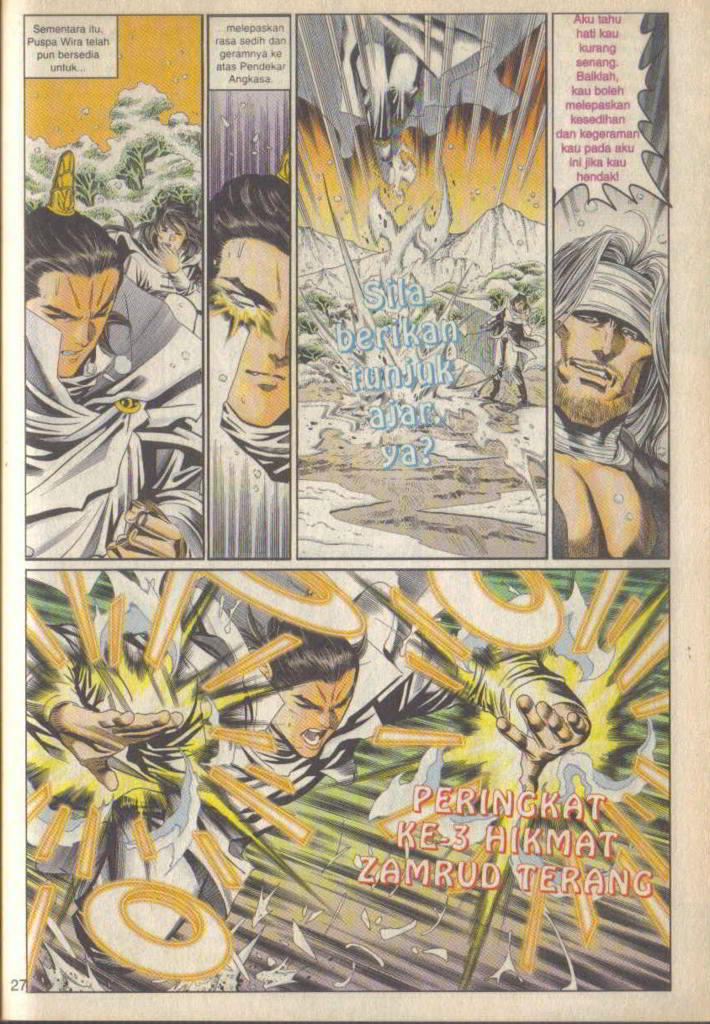 Sementara itu,
Puspa Wira telah
pun bersedia
untuk...
...melepaskan
rasa sedih dan
geramnya ke
atas Pendekar
Angkasa.
Sila
berikan
tunjuk
ajar,
ya?
Aku tahu
hati kau
kurang
senang.
Baiklah,
kau boleh
melepaskan
kesedihan
dan kegeraman
kau pada aku
ini jika kau
hendak!
PERINGKAT
KE-3 HIKMAT
ZAMRUD TERANG
27